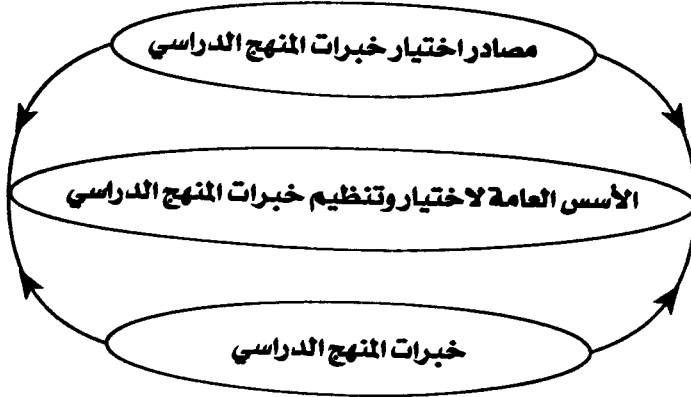 مصادر اختيار خبرات المنهج الدراسي
الأسس العامة لاختيار وتنظيم خبرات المنهج الدراسي
خبرات المنهج الدراسي